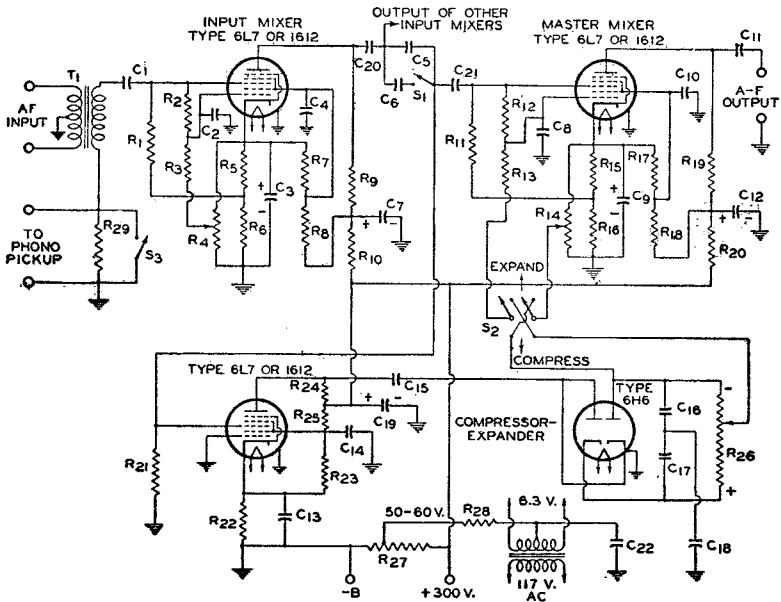 INPUT MIXER
TYPE 6L7 OR 1612
OUTPUT OF OTHER
INPUT MIXERS
MASTER MIXER
TYPE 6L7 OR 1612
C11
C20
C5
C6
S1
C21
C10
A-F
OUTPUT
T1
C1
AF
INPUT
R2
C2
C4
R1
R3
R5
R7
C3
+
-
R4
R6
R8
R9
C7
+
-
R10
R12
C8
R11
R13
R15
R17
R14
C9
+
-
R16
R18
R19
C12
+
-
R20
TO
PHONO
PICKUP
R29
S3
EXPAND
S2
COMPRESS
TYPE 6L7 OR 1612
R24
C15
R25
C19
+
-
C14
R23
R21
R22
C13
COMPRESSOR-
EXPANDER
TYPE
6H6
C16
C17
-
R26
+
50-60 V.
R28
6.3 V.
C22
C18
R27
-B
+300 V.
117 V.
AC